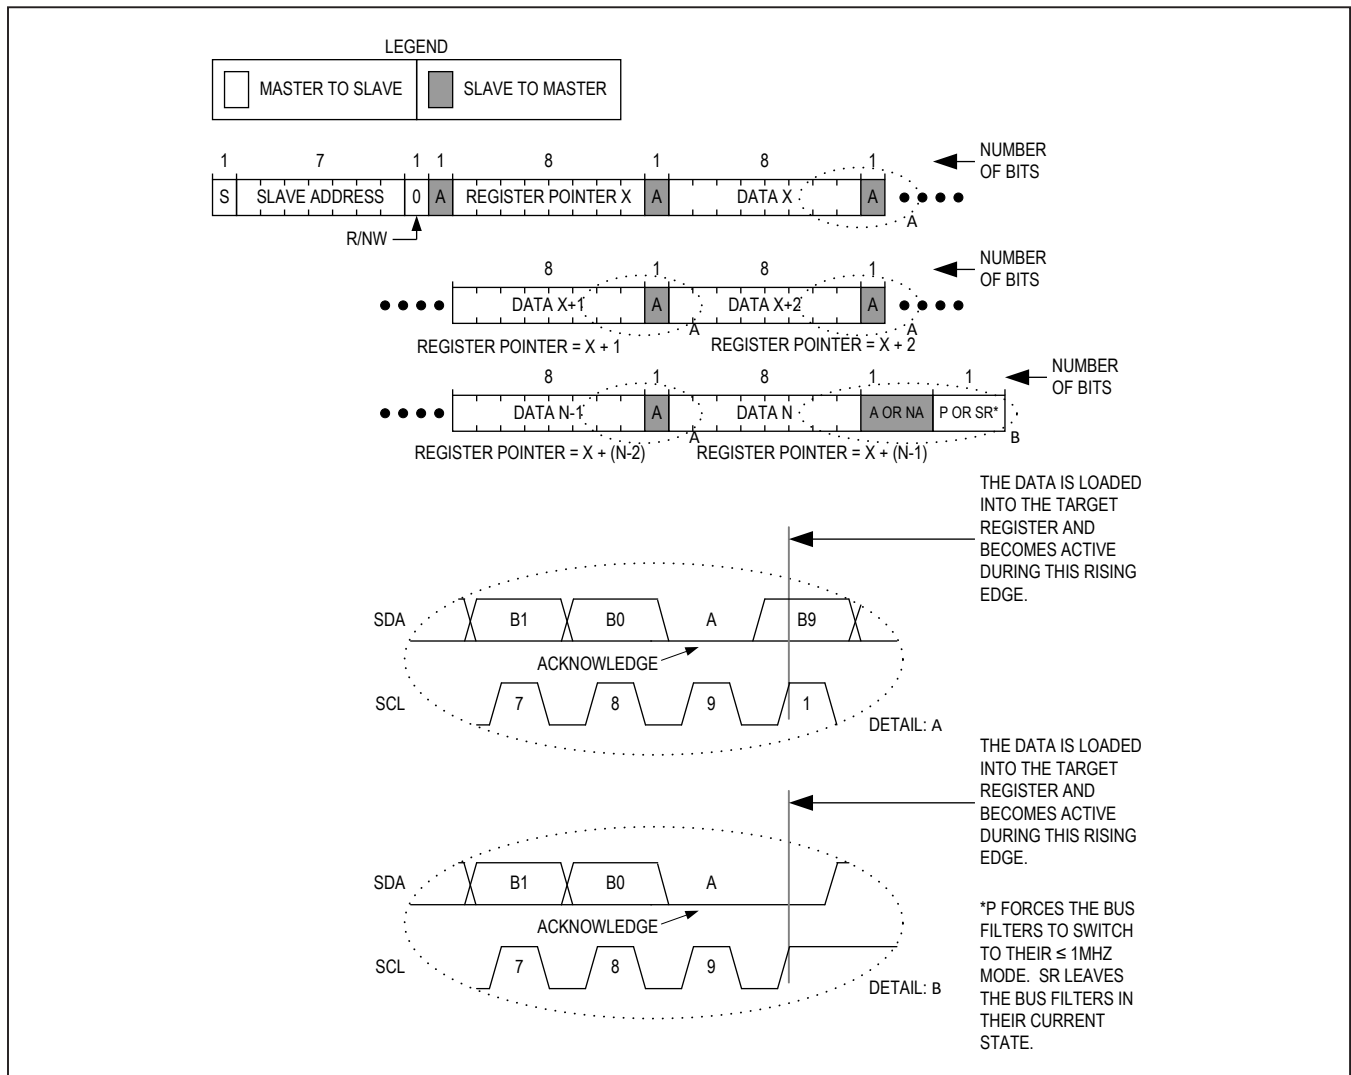 LEGEND
MASTER TO SLAVE SLAVE TO MASTER
1 7 1 1 8 1 8 1 NUMBER
OF BITS
S SLAVE ADDRESS 0 A REGISTER POINTER X A DATA X A
A
R/NW
8 1 8 1 NUMBER
OF BITS
DATA X+1 A DATA X+2 A
A A
REGISTER POINTER = X + 1 REGISTER POINTER = X + 2
8 1 8 1 1 NUMBER
OF BITS
DATA N-1 A DATA N A OR NA P OR SR*
A B
REGISTER POINTER = X + (N-2) REGISTER POINTER = X + (N-1)
THE DATA IS LOADED
INTO THE TARGET
REGISTER AND
BECOMES ACTIVE
DURING THIS RISING
EDGE.
SDA B1 B0 A B9
ACKNOWLEDGE
SCL 7 8 9 1
DETAIL: A
THE DATA IS LOADED
INTO THE TARGET
REGISTER AND
BECOMES ACTIVE
DURING THIS RISING
EDGE.
SDA B1 B0 A
ACKNOWLEDGE
SCL 7 8 9
DETAIL: B
*P FORCES THE BUS
FILTERS TO SWITCH
TO THEIR ≤ 1MHZ
MODE. SR LEAVES
THE BUS FILTERS IN
THEIR CURRENT
STATE.